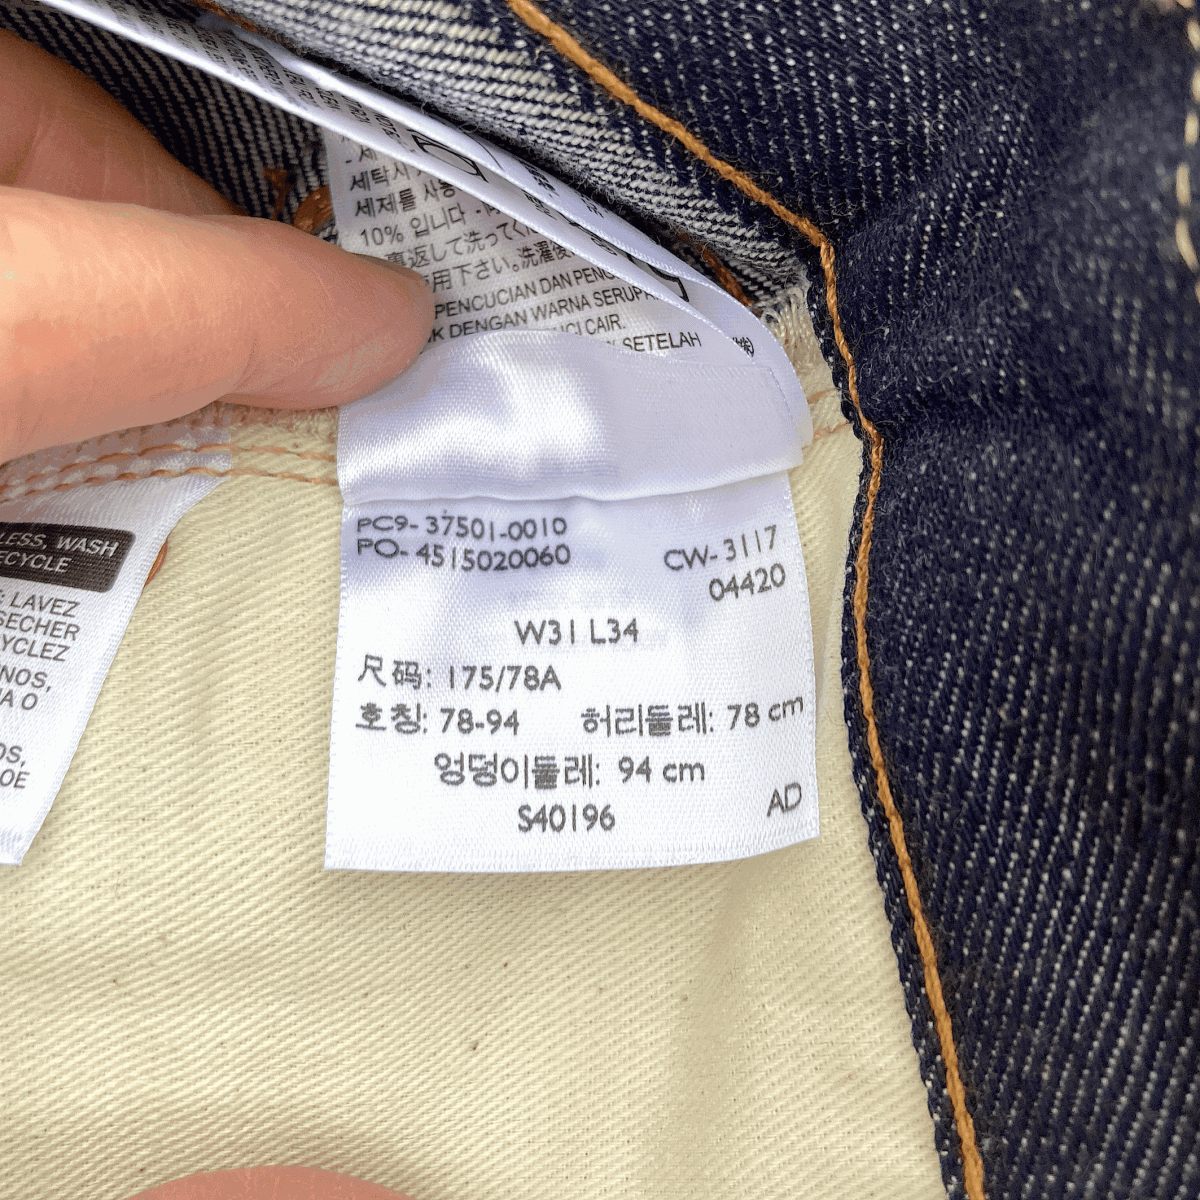 세탁시
세제를 사용
10% 입니다
裏返して洗ってく
用下さい。洗濯後
PENCUCIAN DAN PENG
K DENGAN WARNA SERUPA
CI CAIR.
SETELAH
PC9- 37501-0010
PO- 4515020060
CW- 3117
04420
W31 L34
尺码: 175/78A
호칭: 78-94 허리둘레: 78 cm
엉덩이둘레: 94 cm
S40196
AD
LESS, WASH
ECYCLE
: LAVEZ
SECHER
YCLEZ
NOS,
A O
OS,
OE